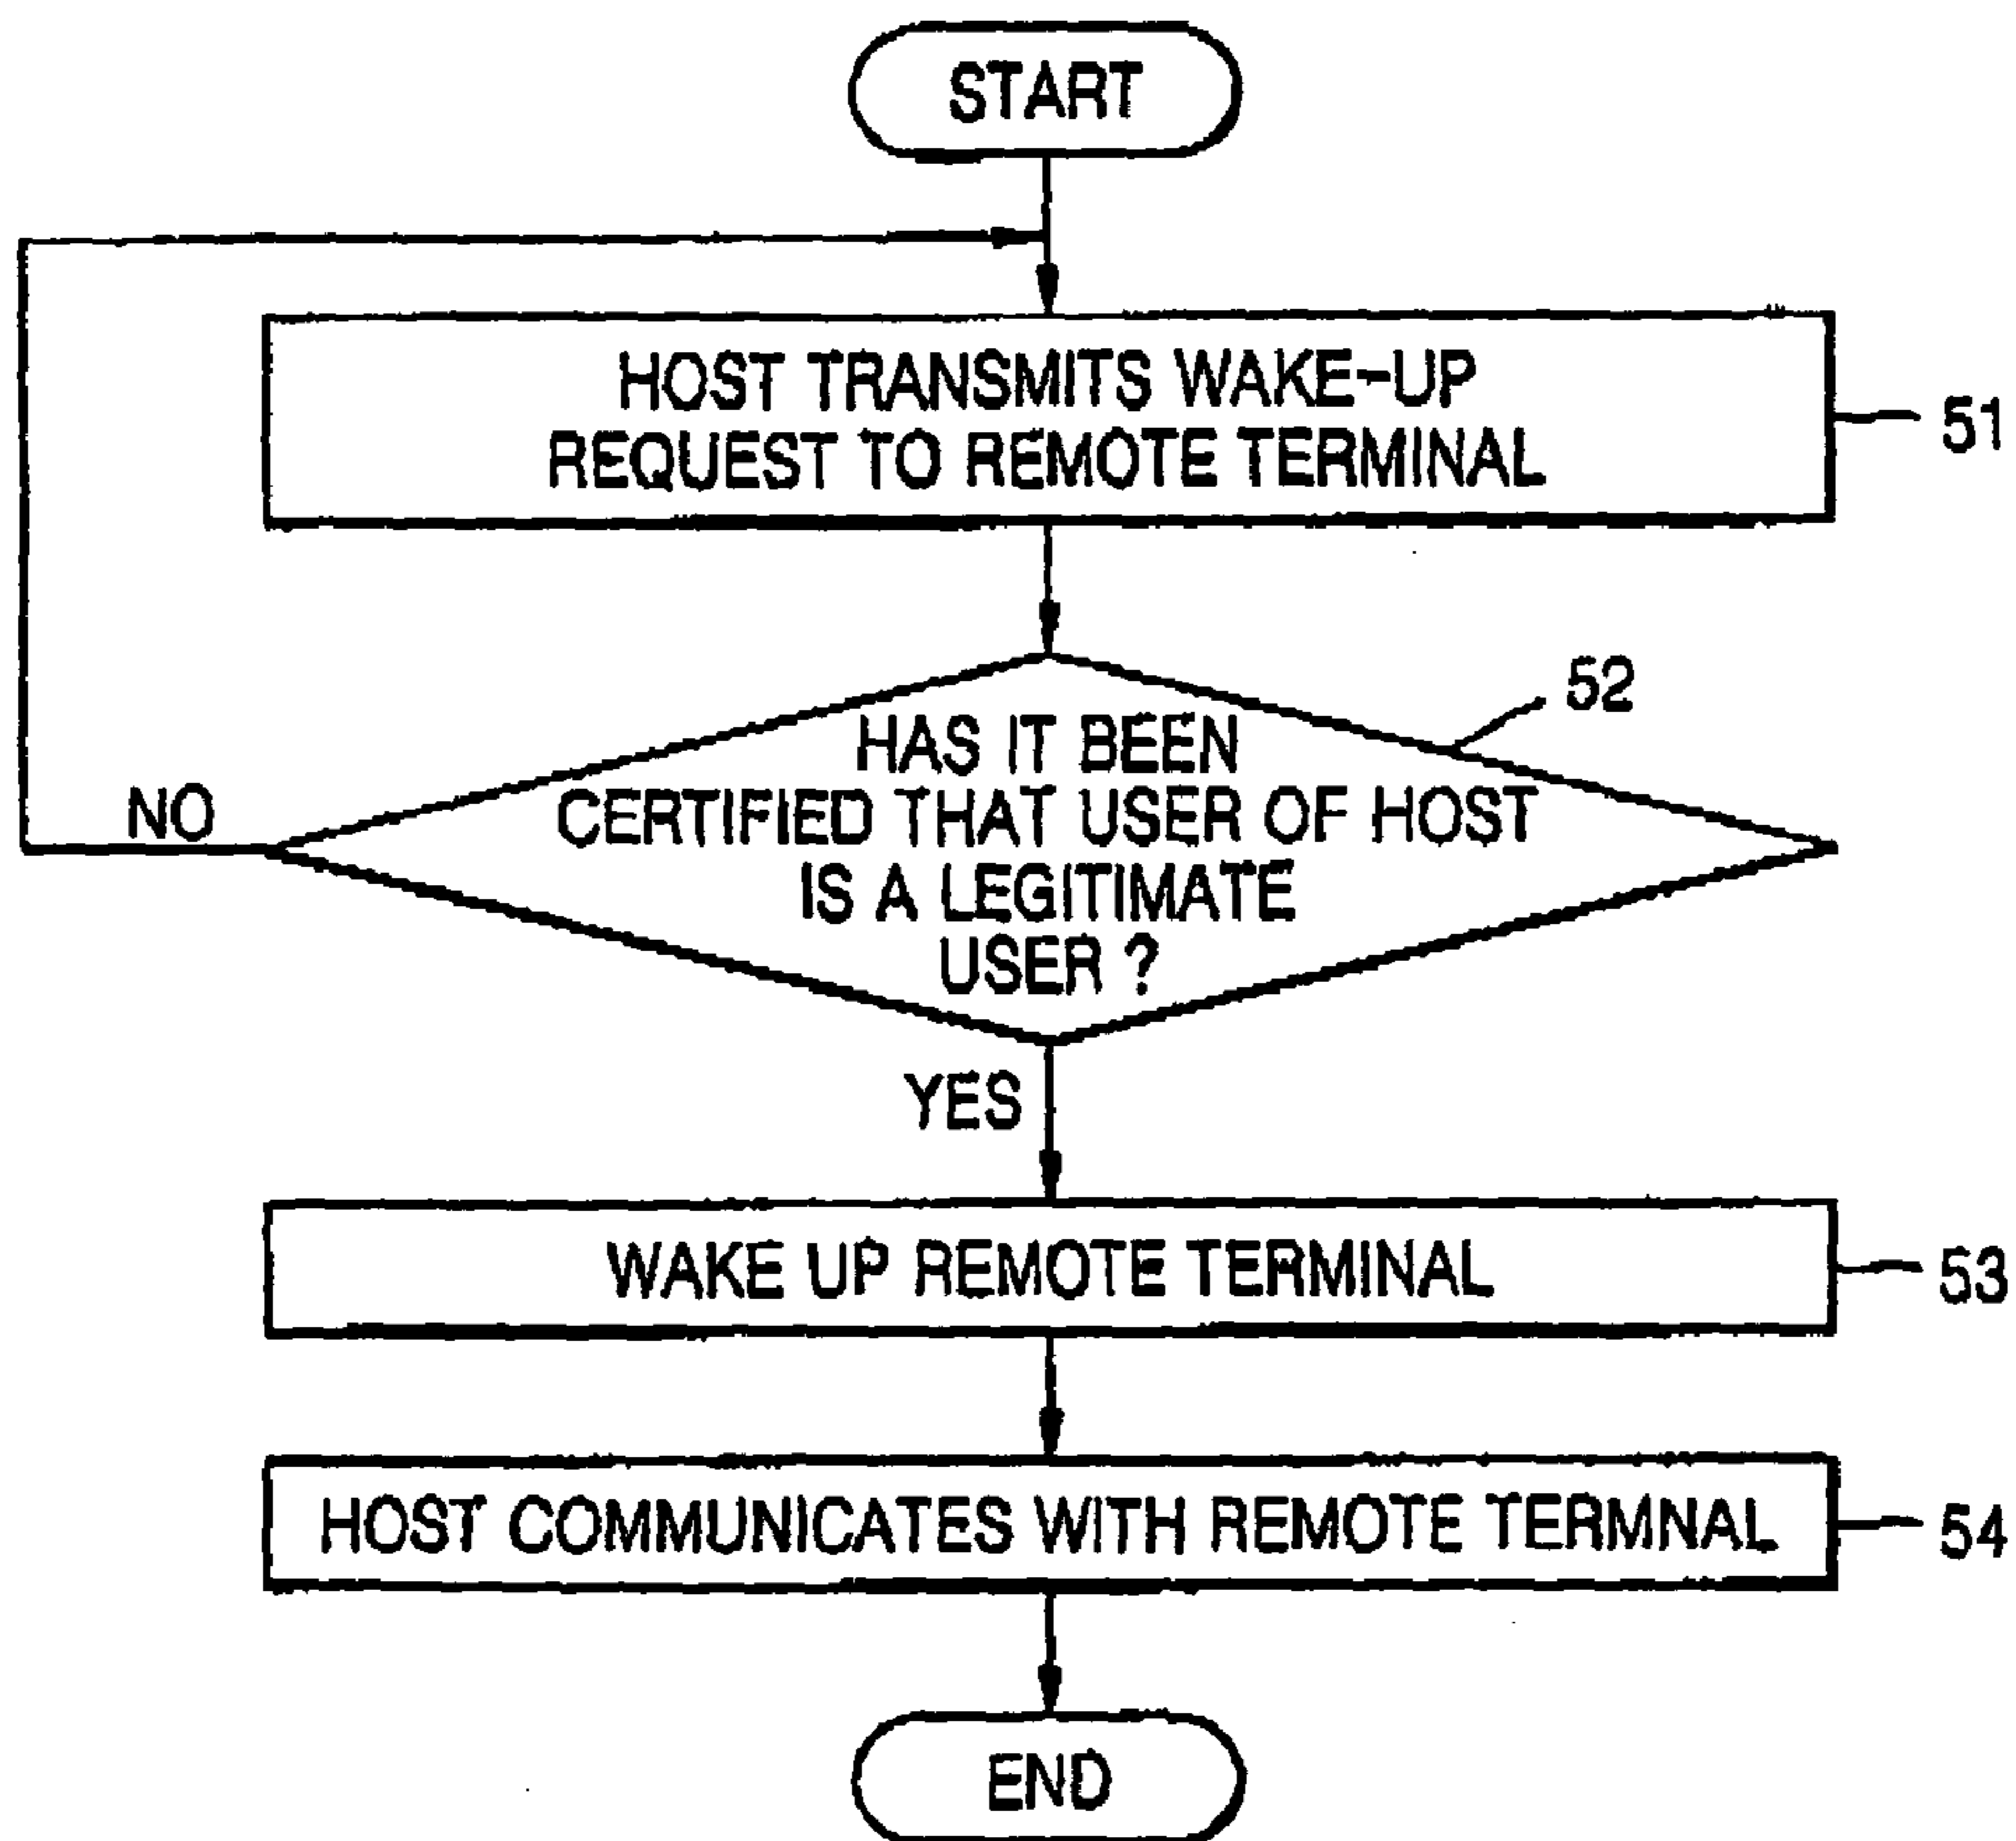 START
HOST TRANSMITS WAKE-UP
REQUEST TO REMOTE TERMINAL
51
52
HAS IT BEEN
CERTIFIED THAT USER OF HOST
IS A LEGITIMATE
USER ?
NO
YES
WAKE UP REMOTE TERMINAL
53
HOST COMMUNICATES WITH REMOTE TERMNAL
54
END